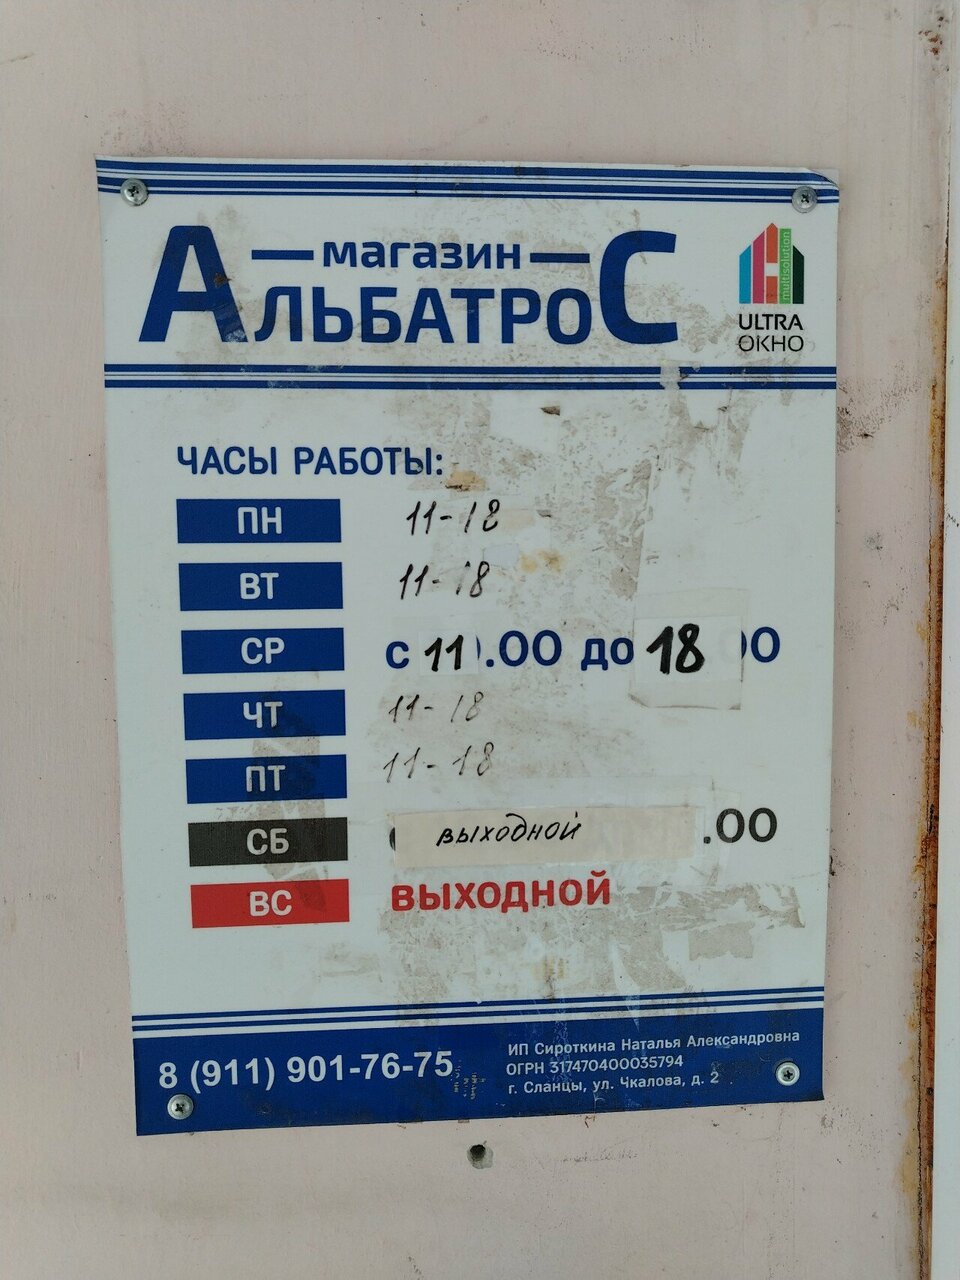 магазин
АЛЬБАТРОС
multisolution
ULTRA
ОКНО
ЧАСЫ РАБОТЫ:
ПН 11-18
ВТ 11-18
СР с 11.00 до 18 00
ЧТ 11-18
ПТ 11-18
СБ выходной .00
ВС выходной
8 (911) 901-76-75
ИП Сироткина Наталья Александровна
ОГРН 317470400035794
г. Сланцы, ул. Чкалова, д. 2